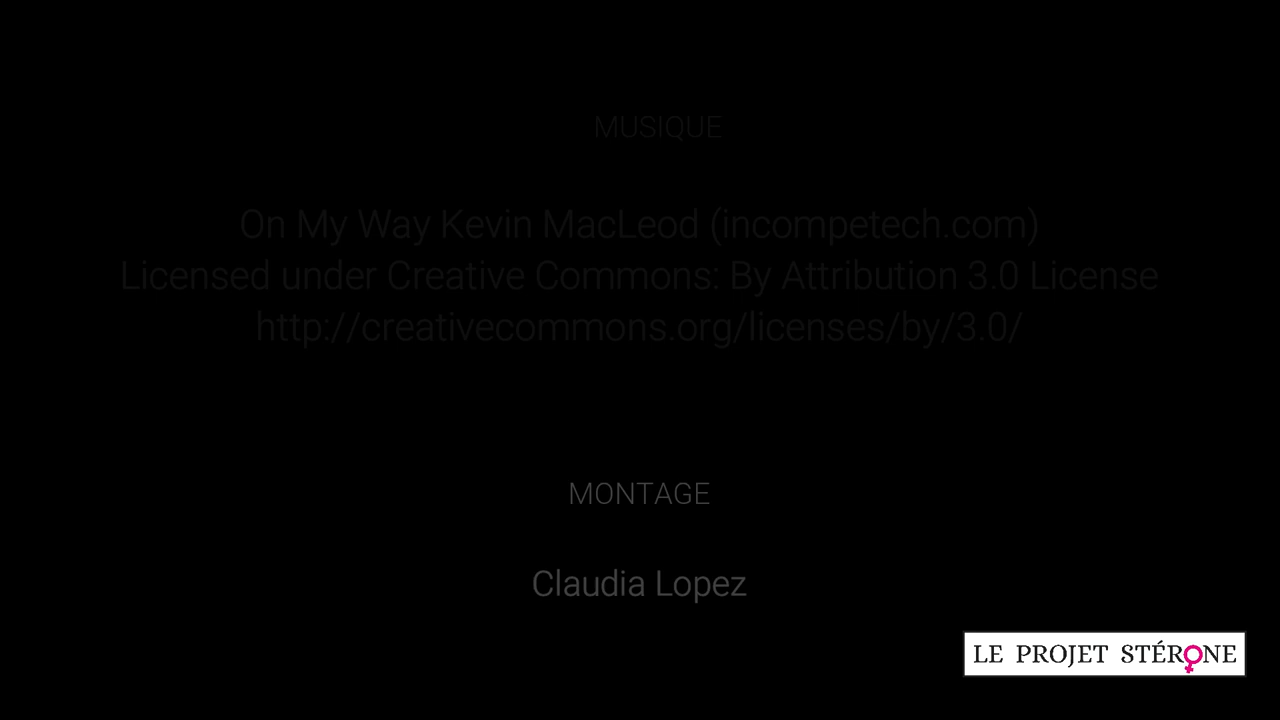 MUSIQUE
On My Way Kevin MacLeod (incompetech.com)
Licensed under Creative Commons: By Attribution 3.0 License
http://creativecommons.org/licenses/by/3.0/
MONTAGE
Claudia Lopez
LE PROJET STÉRONE